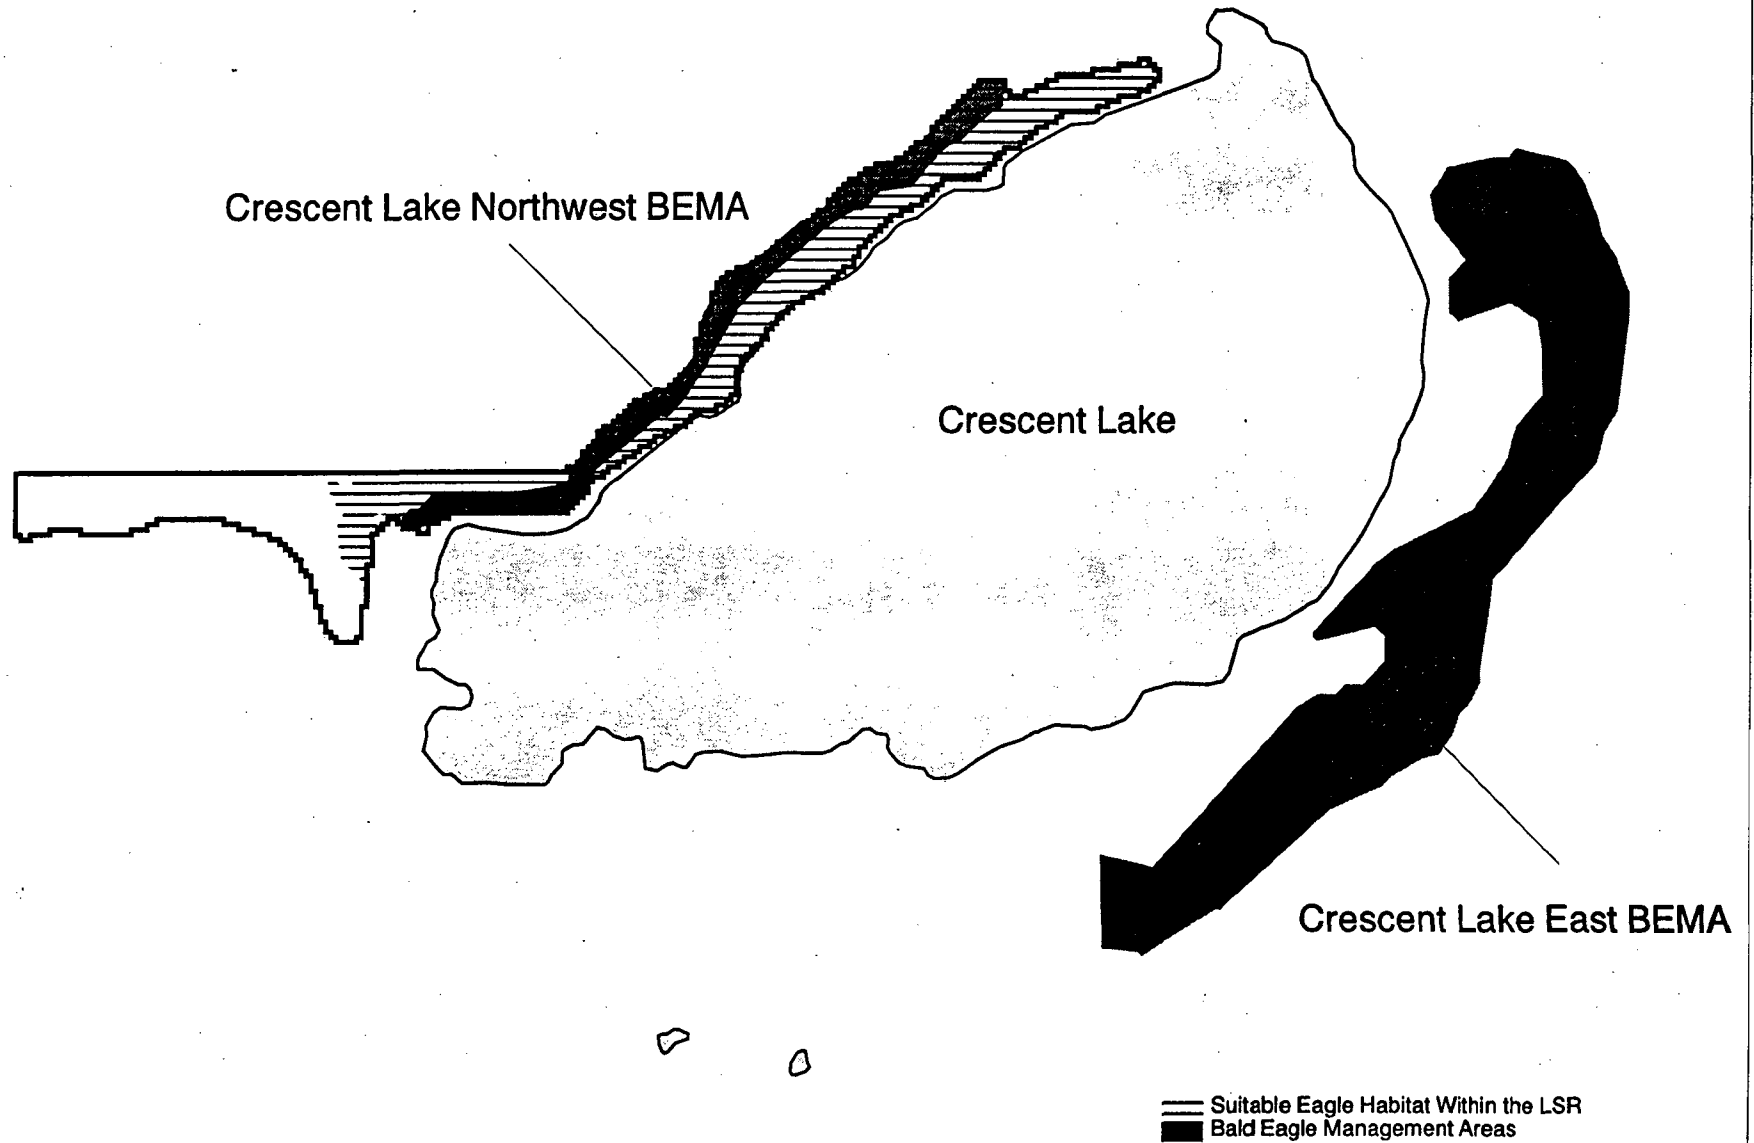 Crescent Lake Northwest BEMA
Crescent Lake
Crescent Lake East BEMA
Suitable Eagle Habitat Within the LSR
Bald Eagle Management Areas